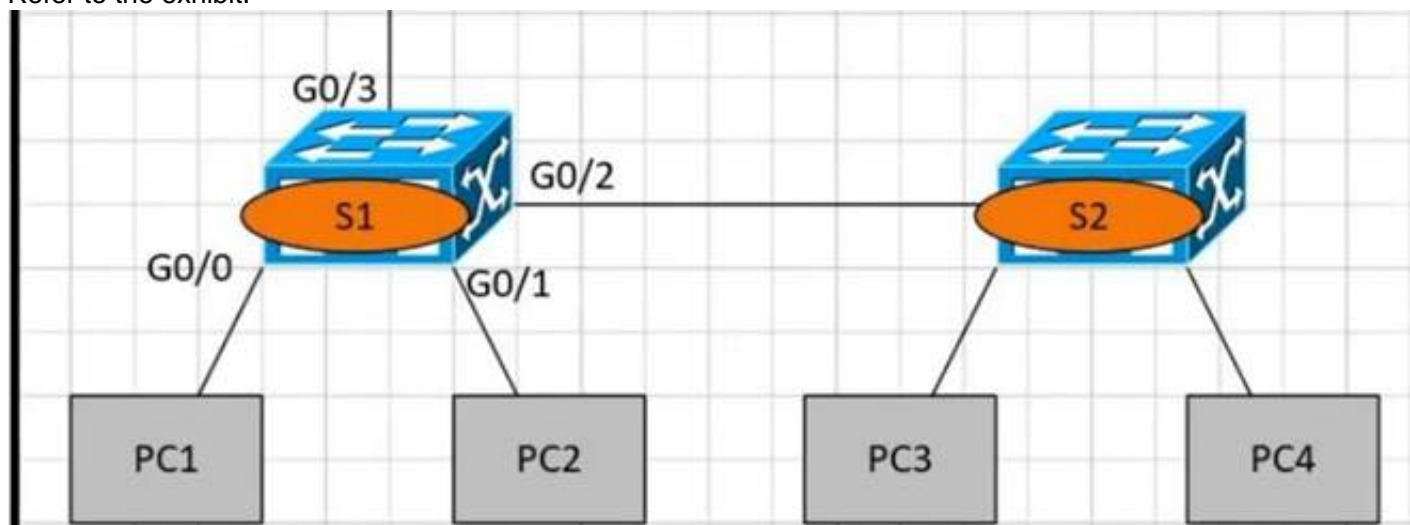 Refer to the exhibit.
G0/3
G0/2
S1
S2
G0/0
G0/1
PC1
PC2
PC3
PC4